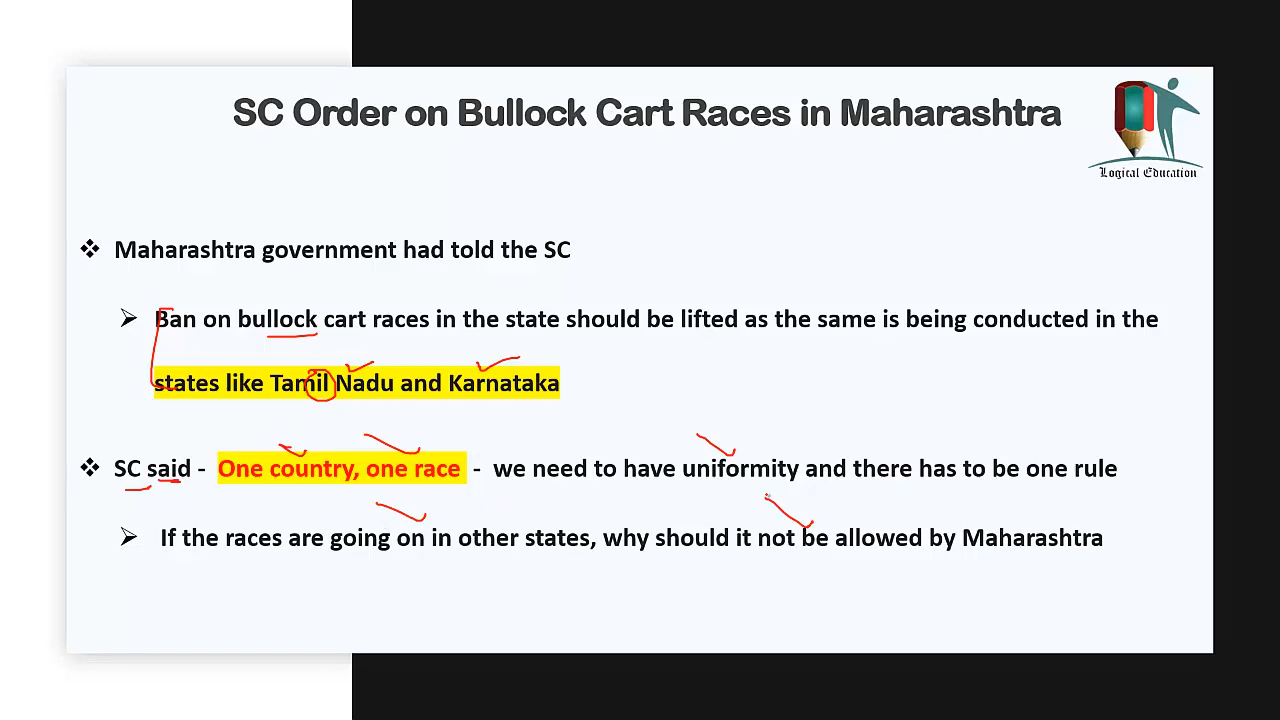 SC Order on Bullock Cart Races in Maharashtra
Logical Education
❖ Maharashtra government had told the SC
➢ Ban on bullock cart races in the state should be lifted as the same is being conducted in the
states like Tamil Nadu and Karnataka
❖ SC said - One country, one race - we need to have uniformity and there has to be one rule
➢ If the races are going on in other states, why should it not be allowed by Maharashtra